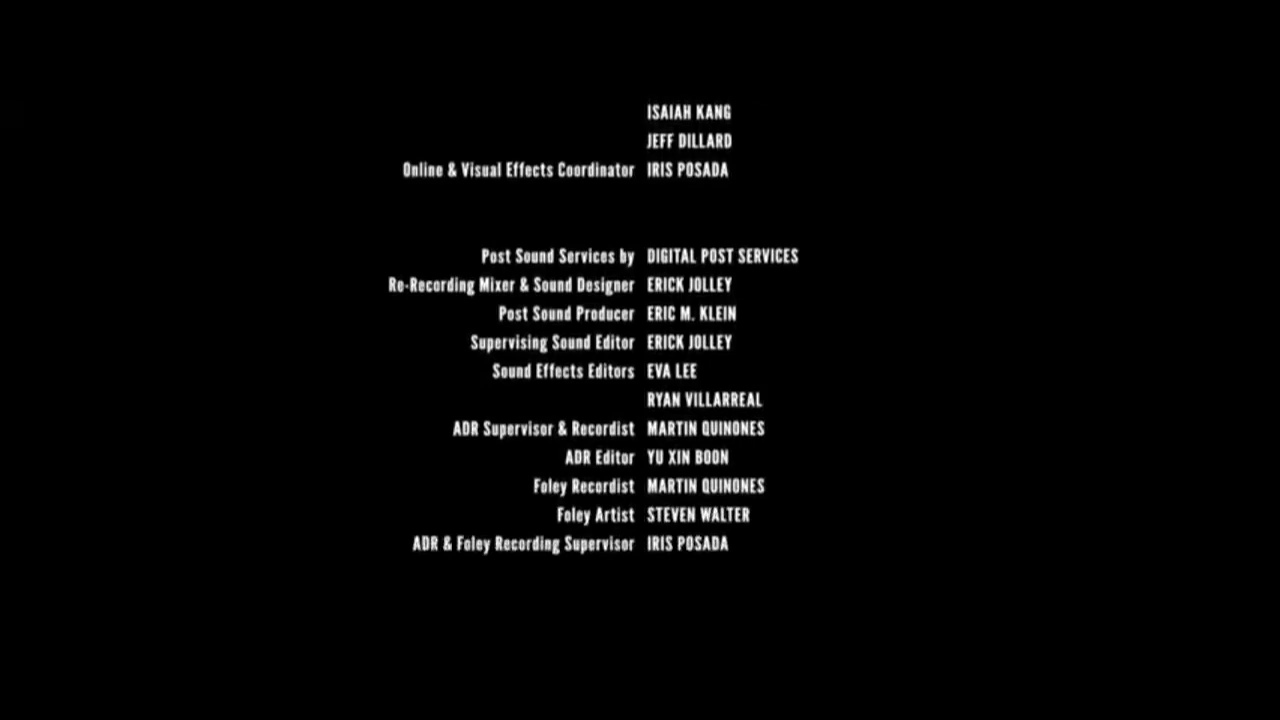 ISAIAH KANG
JEFF DILLARD
Online & Visual Effects Coordinator IRIS POSADA
Post Sound Services by DIGITAL POST SERVICES
Re-Recording Mixer & Sound Designer ERICK JOLLEY
Post Sound Producer ERIC M. KLEIN
Supervising Sound Editor ERICK JOLLEY
Sound Effects Editors EVA LEE
RYAN VILLARREAL
ADR Supervisor & Recordist MARTIN QUINONES
ADR Editor YU XIN BOON
Foley Recordist MARTIN QUINONES
Foley Artist STEVEN WALTER
ADR & Foley Recording Supervisor IRIS POSADA